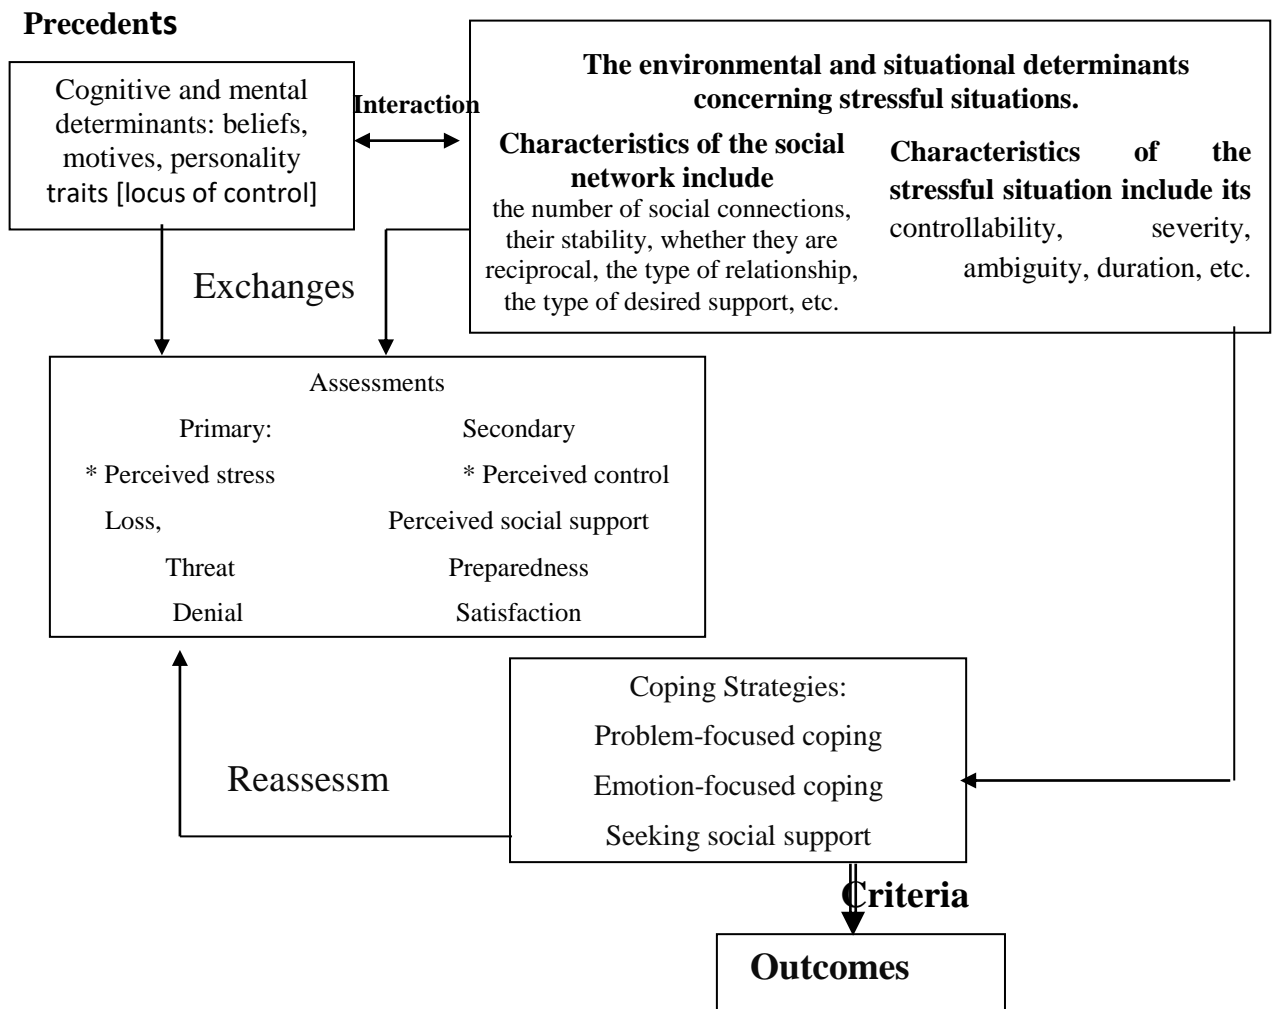 Precedents
Cognitive and mental
determinants: beliefs,
motives, personality
traits [locus of control]
Interaction
The environmental and situational determinants
concerning stressful situations.
Characteristics of the social
network include
the number of social connections,
their stability, whether they are
reciprocal, the type of relationship,
the type of desired support, etc.
Characteristics of the
stressful situation include its
controllability, severity,
ambiguity, duration, etc.
Exchanges
Assessments
Primary: Secondary
* Perceived stress * Perceived control
Loss, Perceived social support
Threat Preparedness
Denial Satisfaction
Coping Strategies:
Problem-focused coping
Emotion-focused coping
Seeking social support
Reassessm
Criteria
Outcomes